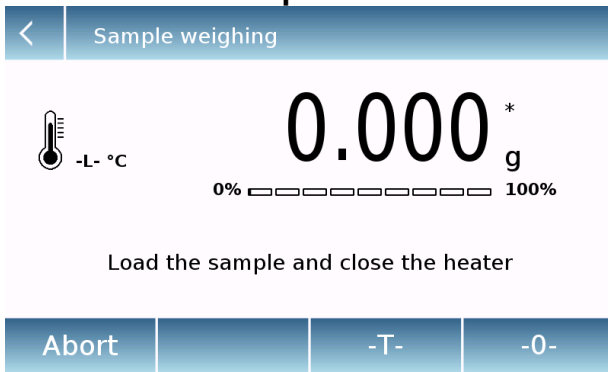 Sample weighing
0.000 *
g
-L- °C
0% 100%
Load the sample and close the heater
Abort -T- -0-